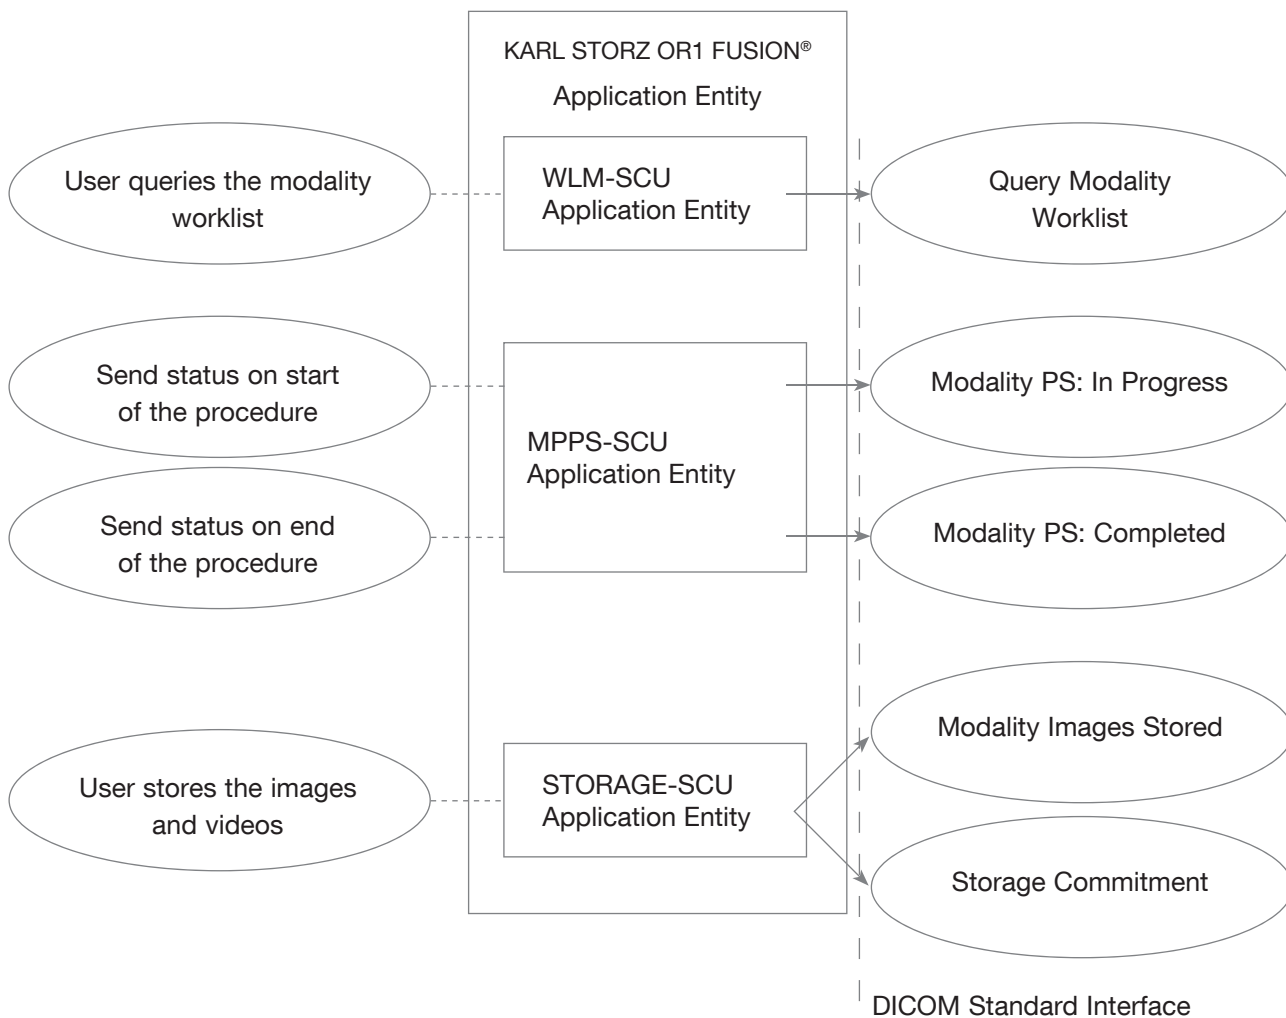 KARL STORZ OR1 FUSION®
Application Entity
User queries the modality
worklist
WLM-SCU
Application Entity
Query Modality
Worklist
Send status on start
of the procedure
MPPS-SCU
Application Entity
Modality PS: In Progress
Send status on end
of the procedure
Modality PS: Completed
User stores the images
and videos
STORAGE-SCU
Application Entity
Modality Images Stored
Storage Commitment
DICOM Standard Interface